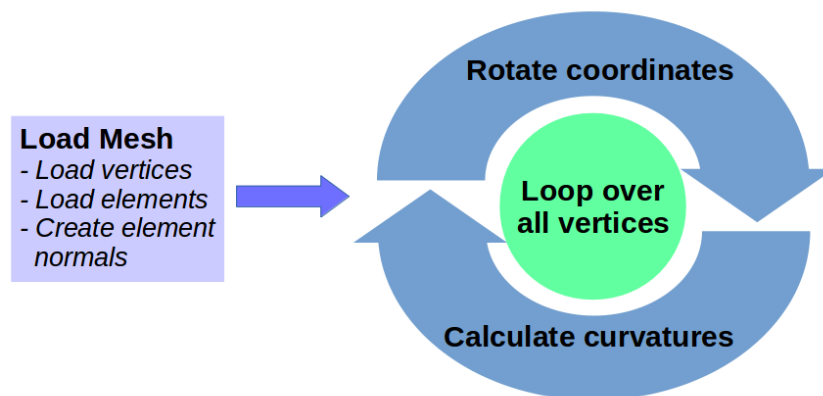 Load Mesh
- Load vertices
- Load elements
- Create element
normals
Rotate coordinates
Loop over
all vertices
Calculate curvatures